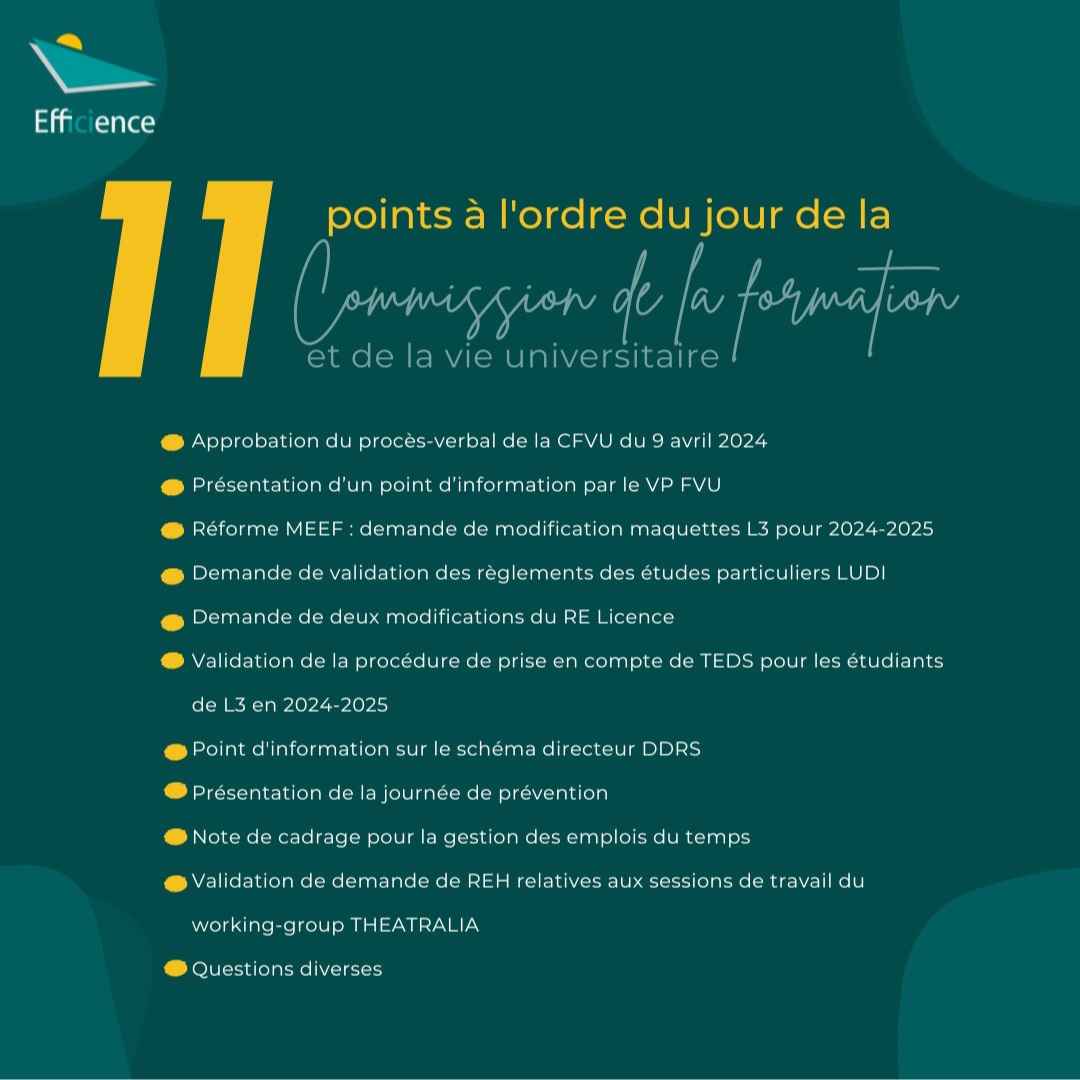 Efficience
11
points à l'ordre du jour de la
Commission de la formation
et de la vie universitaire
Approbation du procès-verbal de la CFVU du 9 avril 2024
Présentation d’un point d’information par le VP FVU
Réforme MEEF : demande de modification maquettes L3 pour 2024-2025
Demande de validation des règlements des études particuliers LUDI
Demande de deux modifications du RE Licence
Validation de la procédure de prise en compte de TEDS pour les étudiants
de L3 en 2024-2025
Point d'information sur le schéma directeur DDRS
Présentation de la journée de prévention
Note de cadrage pour la gestion des emplois du temps
Validation de demande de REH relatives aux sessions de travail du
working-group THEATRALIA
Questions diverses